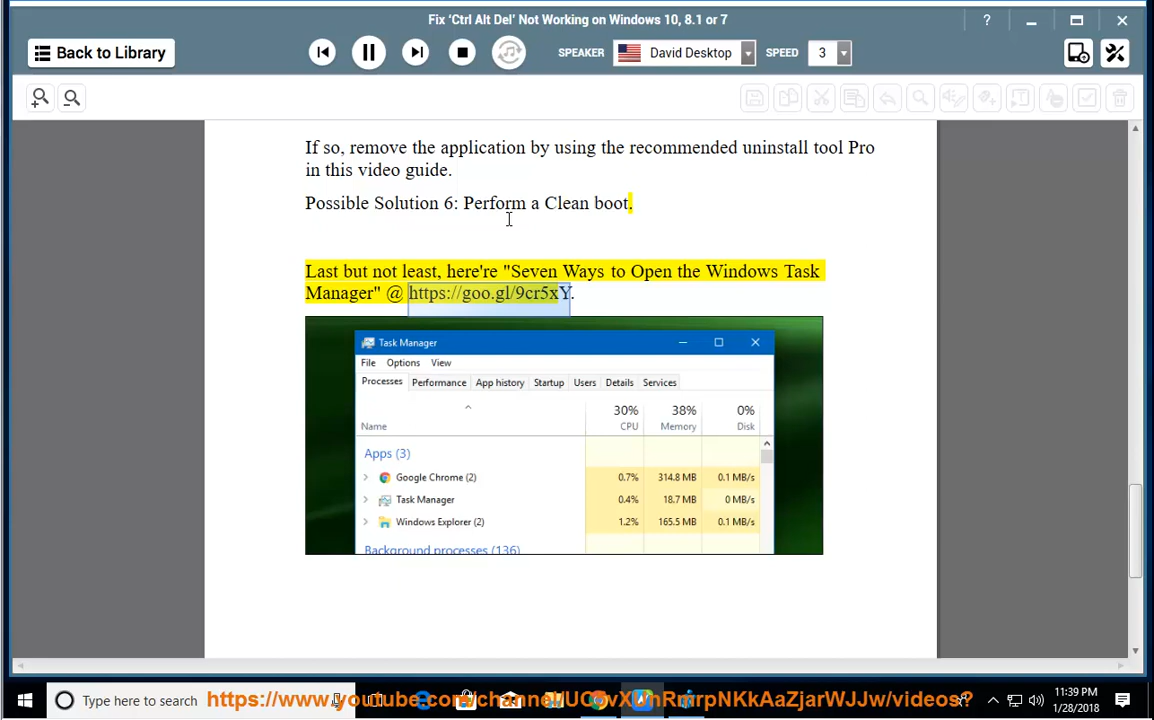 Fix ‘Ctrl Alt Del’ Not Working on Windows 10, 8.1 or 7
?
Back to Library
SPEAKER
David Desktop
SPEED
3
If so, remove the application by using the recommended uninstall tool Pro
in this video guide.
Possible Solution 6: Perform a Clean boot.
Last but not least, here're "Seven Ways to Open the Windows Task
Manager" @ https://goo.gl/9cr5xY.
Task Manager
File Options View
Processes Performance App history Startup Users Details Services
30% 38% 0%
Name CPU Memory Disk
Apps (3)
Google Chrome (2) 0.7% 314.8 MB 0.1 MB/s
Task Manager 0.4% 18.7 MB 0 MB/s
Windows Explorer (2) 1.2% 165.5 MB 0.1 MB/s
Background processes (136)
Type here to search
11:39 PM
1/28/2018